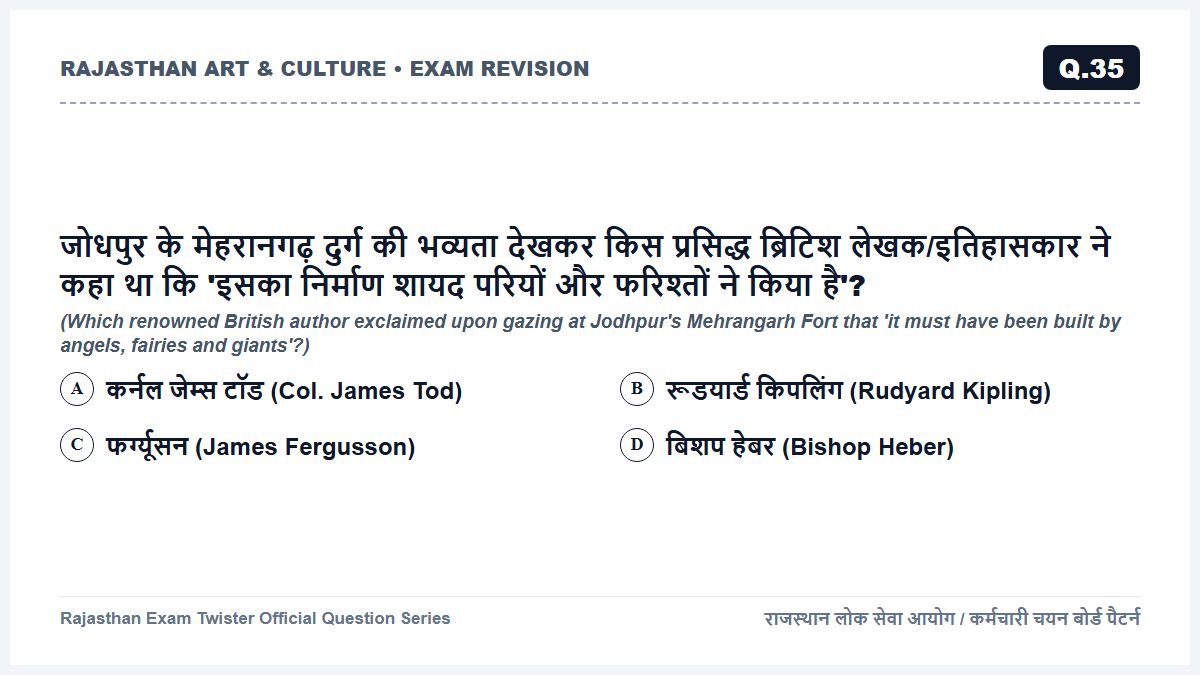 RAJASTHAN ART & CULTURE • EXAM REVISION
Q.35
जोधपुर के मेहरानगढ़ दुर्ग की भव्यता देखकर किस प्रसिद्ध ब्रिटिश लेखक/इतिहासकार ने
कहा था कि 'इसका निर्माण शायद परियों और फरिश्तों ने किया है'?
(Which renowned British author exclaimed upon gazing at Jodhpur's Mehrangarh Fort that 'it must have been built by
angels, fairies and giants'?)
A कर्नल जेम्स टॉड (Col. James Tod)
B रूडयार्ड किपलिंग (Rudyard Kipling)
C फर्ग्यूसन (James Fergusson)
D बिशप हेबर (Bishop Heber)
Rajasthan Exam Twister Official Question Series
राजस्थान लोक सेवा आयोग / कर्मचारी चयन बोर्ड पैटर्न